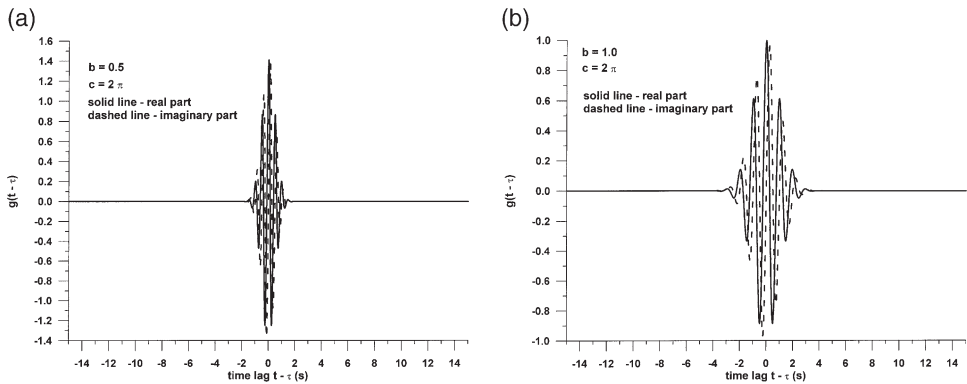 (a)
b = 0.5
c = 2 π
solid line - real part
dashed line - imaginary part
g(t - τ)
1.6
1.4
1.2
1.0
0.8
0.6
0.4
0.2
0.0
-0.2
-0.4
-0.6
-0.8
-1.0
-1.2
-1.4
-14 -12 -10 -8 -6 -4 -2 0 2 4 6 8 10 12 14
time lag t - τ (s)
(b)
b = 1.0
c = 2 π
solid line - real part
dashed line - imaginary part
g(t - τ)
1.0
0.8
0.6
0.4
0.2
0.0
-0.2
-0.4
-0.6
-0.8
-1.0
-14 -12 -10 -8 -6 -4 -2 0 2 4 6 8 10 12 14
time lag t - τ (s)